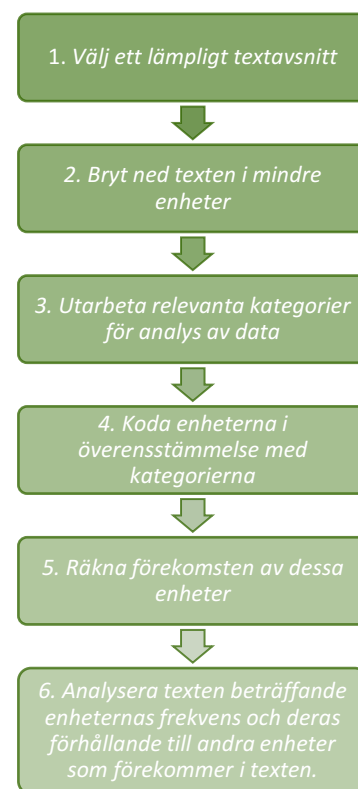 1. Välj ett lämpligt textavsnitt
2. Bryt ned texten i mindre
enheter
3. Utarbeta relevanta kategorier
för analys av data
4. Koda enheterna i
överensstämmelse med
kategorierna
5. Räkna förekomsten av dessa
enheter
6. Analysera texten beträffande
enheternas frekvens och deras
förhållande till andra enheter
som förekommer i texten.